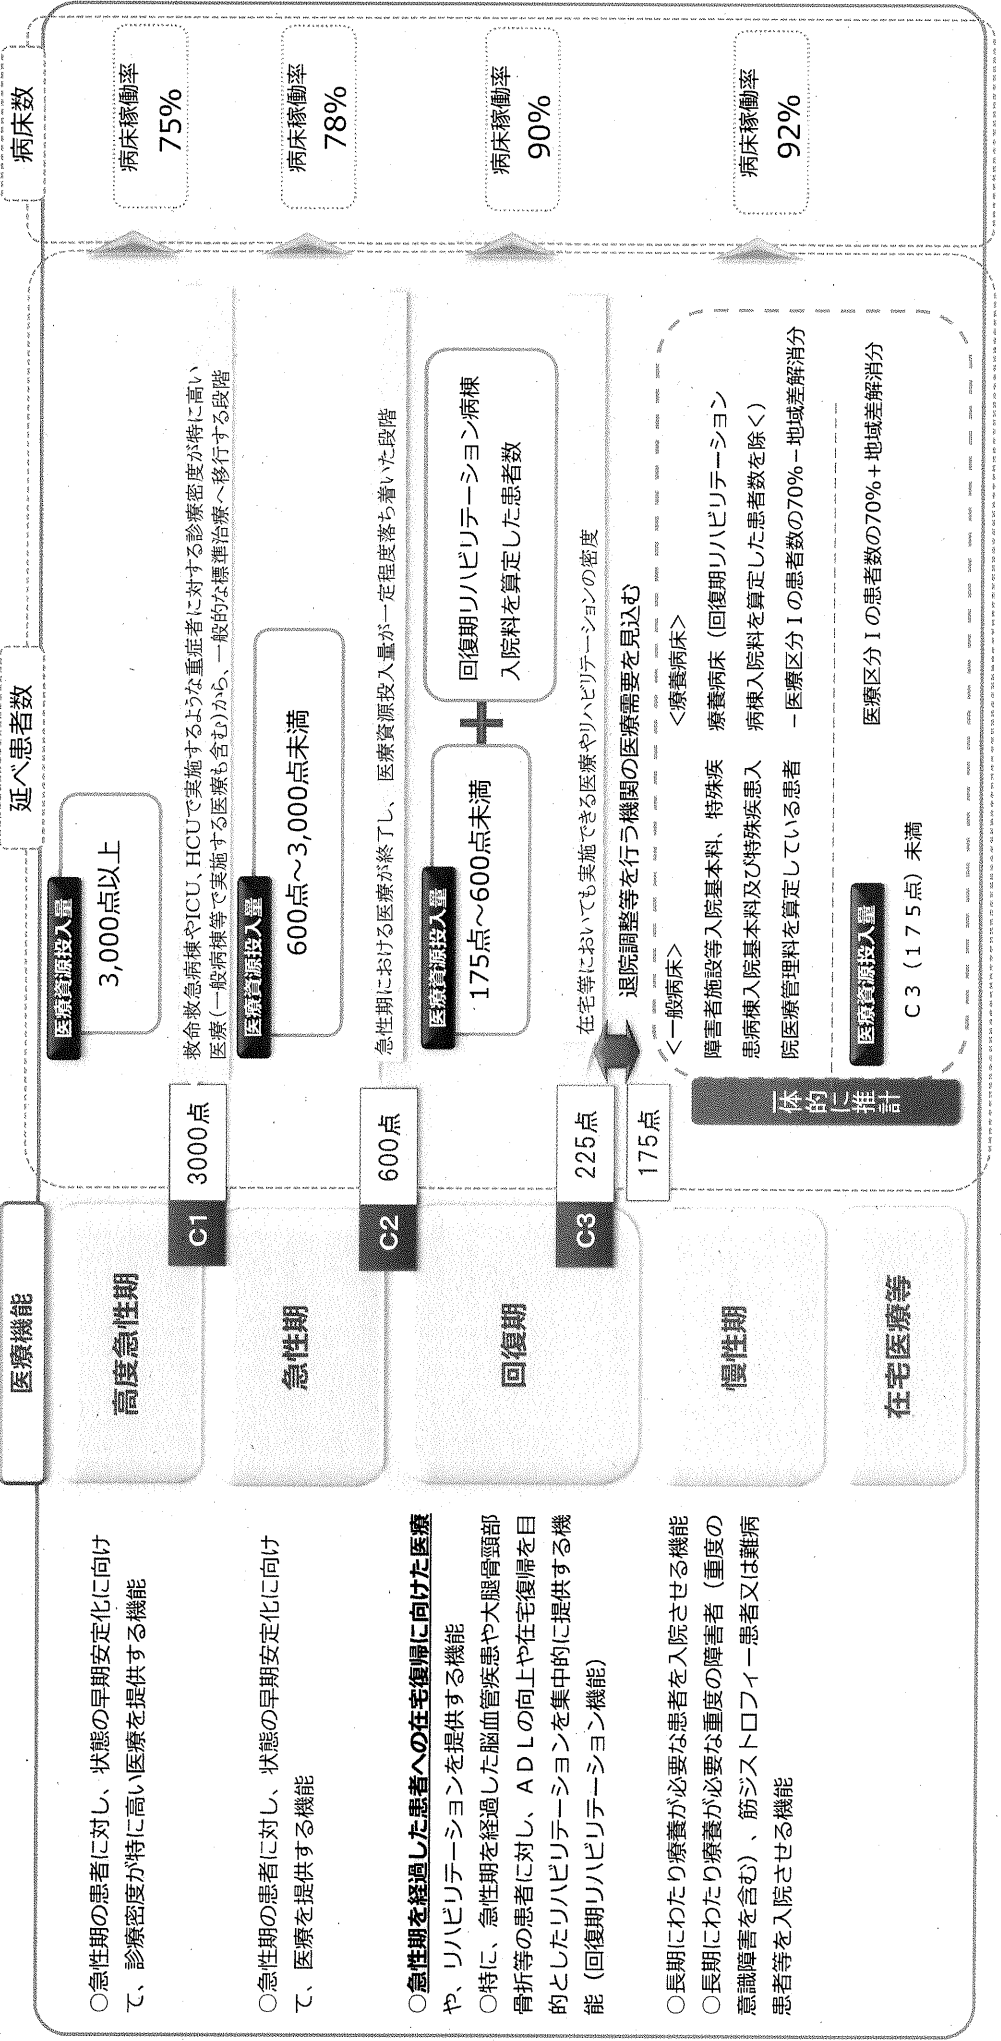 医療機能
延べ患者数
病床数
○急性期の患者に対し、状態の早期安定化に向け
て、診療密度が特に高い医療を提供する機能
高度急性期
医療資源投入量
3,000点以上
病床稼働率
75%
C1
3000点
救命救急病棟やICU、HCUで実施するような重症者に対する診療密度が特に高い
医療（一般病棟等で実施する医療も含む）から、一般的な標準治療へ移行する段階
○急性期の患者に対し、状態の早期安定化に向け
て、医療を提供する機能
急性期
医療資源投入量
600点～3,000点未満
病床稼働率
78%
C2
600点
急性期における医療が終了し、医療資源投入量が一定程度落ち着いた段階
○急性期を経過した患者への在宅復帰に向けた医療
や、リハビリテーションを提供する機能
○特に、急性期を経過した脳血管疾患や大腿骨頸部
骨折等の患者に対し、ＡＤＬの向上や在宅復帰を目
的としたリハビリテーションを集中的に提供する機
能（回復期リハビリテーション機能）
回復期
医療資源投入量
175点～600点未満
+
回復期リハビリテーション病棟
入院料を算定した患者数
病床稼働率
90%
C3
225点
在宅等においても実施できる医療やリハビリテーションの密度
175点
退院調整等を行う機関の医療需要を見込む
○長期にわたり療養が必要な患者を入院させる機能
○長期にわたり療養が必要な重度の障害者（重度の
意識障害を含む）、筋ジストロフィー患者又は難病
患者等を入院させる機能
慢性期
一体的に推計
＜一般病床＞
障害者施設等入院基本料、特殊疾
患病棟入院基本料及び特殊疾患入
院医療管理料を算定している患者
＜療養病床＞
療養病床（回復期リハビリテーション
病棟入院料を算定した患者数を除く）
－医療区分Ⅰの患者数の70%－地域差解消分
病床稼働率
92%
在宅医療等
医療資源投入量
Ｃ３（１７５点）未満
医療区分Ⅰの患者数の70%＋地域差解消分